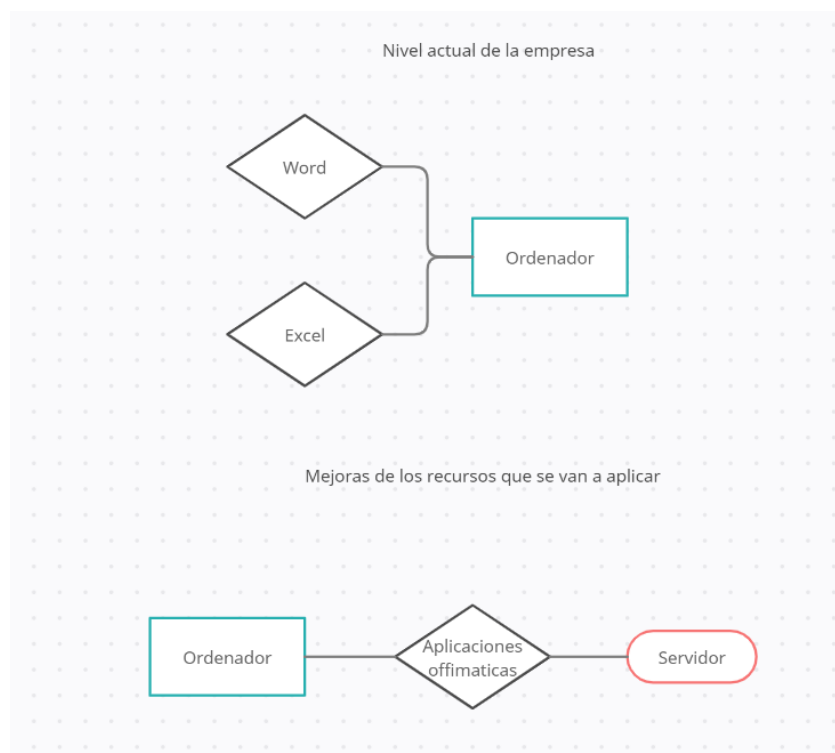 Nivel actual de la empresa
Word
Ordenador
Excel
Mejoras de los recursos que se van a aplicar
Ordenador
Aplicaciones
offimaticas
Servidor